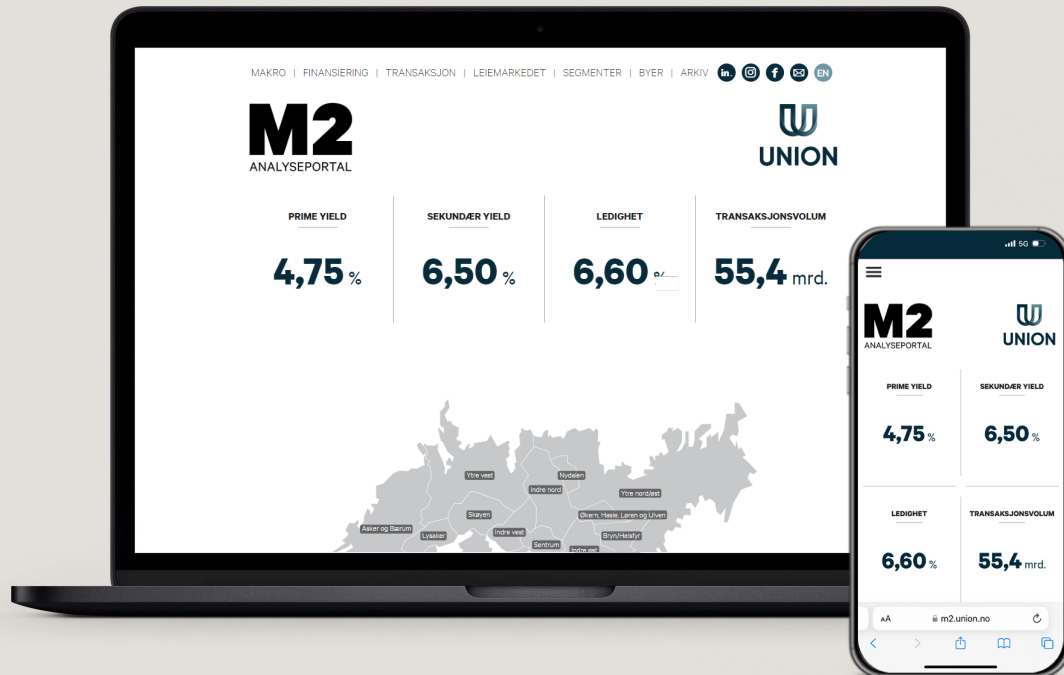 MAKRO | FINANSIERING | TRANSAKSJON | LEIEMARKEDET | SEGMENTER | BYER | ARKIV in. f EN
M2
ANALYSEPORTAL
UNION
PRIME YIELD
SEKUNDÆR YIELD
LEDIGHET
TRANSAKSJONSVOLUM
4,75 %
6,50 %
6,60 %
55,4 mrd.
Ytre vest
Nydalen
Indre nord
Ytre nord/øst
Skøyen
Økern, Hasle, Løren og Ulven
Asker og Bærum
Lysaker
Indre vest
Bryn/Helsfyr
Sentrum
Indre øst
5G
M2
ANALYSEPORTAL
UNION
PRIME YIELD
SEKUNDÆR YIELD
4,75 %
6,50 %
LEDIGHET
TRANSAKSJONSVOLUM
6,60 %
55,4 mrd.
AA m2.union.no